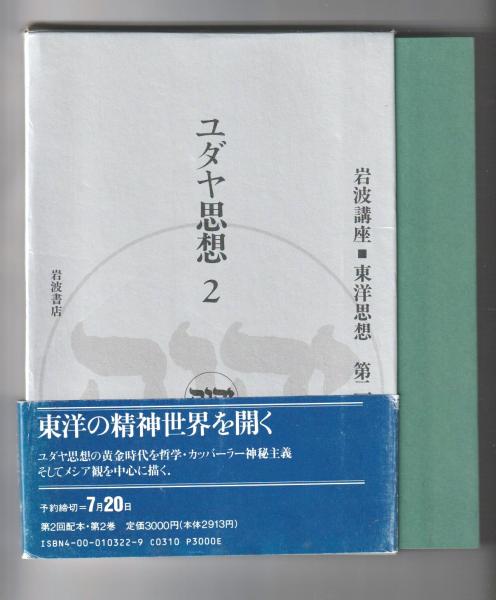 岩波講座■東洋思想 第二
ユダヤ思想 2
岩波書店
東洋の精神世界を開く
ユダヤ思想の黄金時代を哲学・カッバーラー神秘主義
そしてメシア観を中心に描く.
予約締切=7月20日
第2回配本・第2巻 定価3000円(本体2913円)
ISBN4-00-010322-9 C0310 P3000E